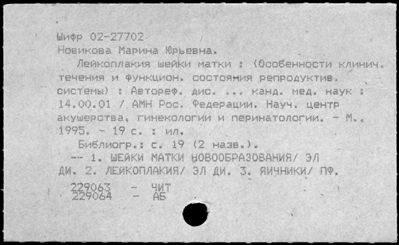 Шифр 02-27702
Новикова Марина Юрьевна.
Лейкоплакия шейки матки : (Особенности клинич.
течения и функцион. состояния репродуктив.
системы) : Автореф. дис. ... канд. мед. наук :
14.00.01 / АМН Рос. Федерации. Науч. центр
акушерства, гинекологии и перинатологии. - М.,
1995. - 19 с. : ил.
Библиогр.: с. 19 (2 назв.).
-- 1. ШЕЙКИ МАТКИ НОВООБРАЗОВАНИЯ/ ЭЛ
ДИ. 2. ЛЕЙКОПЛАКИЯ/ ЭЛ ДИ. 3. ЯИЧНИКИ/ ПФ.
229063 - ЧИТ
229064 - АБ